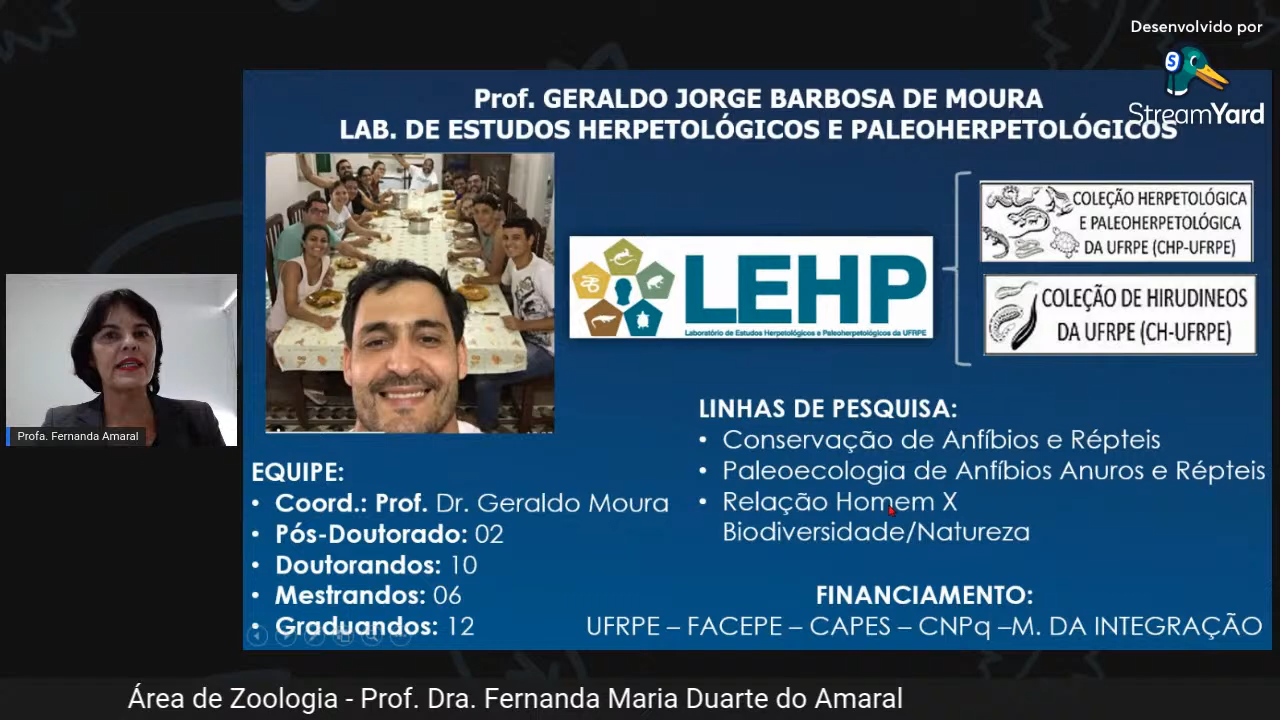 Desenvolvido por
StreamYard
Prof. GERALDO JORGE BARBOSA DE MOURA
LAB. DE ESTUDOS HERPETOLÓGICOS E PALEOHERPETOLÓGICOS
COLEÇÃO HERPETOLÓGICA
E PALEOHERPETOLÓGICA
DA UFRPE (CHP-UFRPE)
LEHP
Laboratório de Estudos Herpetológicos e Paleoherpetológicos da UFRPE
COLEÇÃO DE HIRUDINEOS
DA UFRPE (CH-UFRPE)
Profa. Fernanda Amaral
LINHAS DE PESQUISA:
• Conservação de Anfíbios e Répteis
• Paleoecologia de Anfíbios Anuros e Répteis
• Relação Homem X
Biodiversidade/Natureza
EQUIPE:
• Coord.: Prof. Dr. Geraldo Moura
• Pós-Doutorado: 02
• Doutorandos: 10
• Mestrandos: 06
• Graduandos: 12
FINANCIAMENTO:
UFRPE – FACEPE – CAPES – CNPq –M. DA INTEGRAÇÃO
Área de Zoologia - Prof. Dra. Fernanda Maria Duarte do Amaral